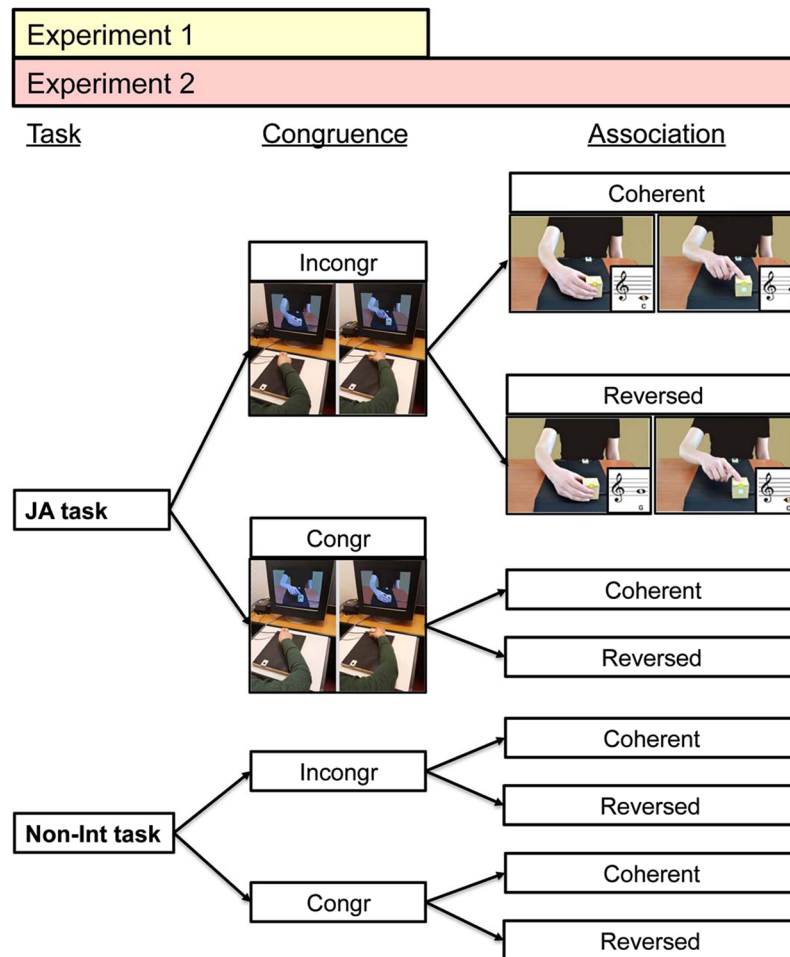 Experiment 1
Experiment 2
Task Congruence Association
Coherent
Incongr
C
Reversed
JA task
G
Congr
Coherent
Reversed
Coherent
Incongr
Reversed
Non-Int task
Coherent
Congr
Reversed